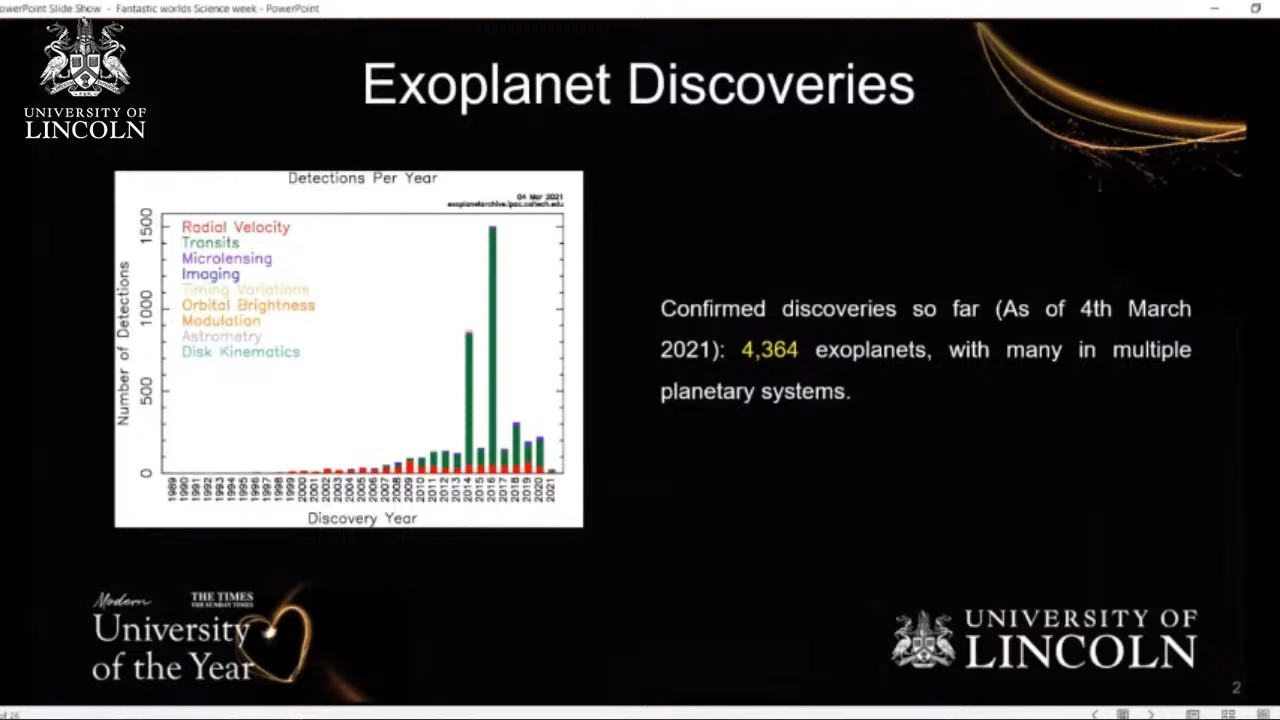 PowerPoint Slide Show - Fantastic worlds Science week - PowerPoint
UNIVERSITY OF
LINCOLN
Exoplanet Discoveries
Detections Per Year
04 Mar 2021
exoplanetarchive.ipac.caltech.edu
Number of Detections
1500
1000
500
0
Radial Velocity
Transits
Microlensing
Imaging
Timing Variations
Orbital Brightness
Modulation
Astrometry
Disk Kinematics
1989 1990 1991 1992 1993 1994 1995 1996 1997 1998 1999 2000 2001 2002 2003 2004 2005 2006 2007 2008 2009 2010 2011 2012 2013 2014 2015 2016 2017 2018 2019 2020 2021
Discovery Year
Confirmed discoveries so far (As of 4th March
2021): 4,364 exoplanets, with many in multiple
planetary systems.
Modern
THE TIMES
THE SUNDAY TIMES
University
of the Year
UNIVERSITY OF
LINCOLN
2
of 26